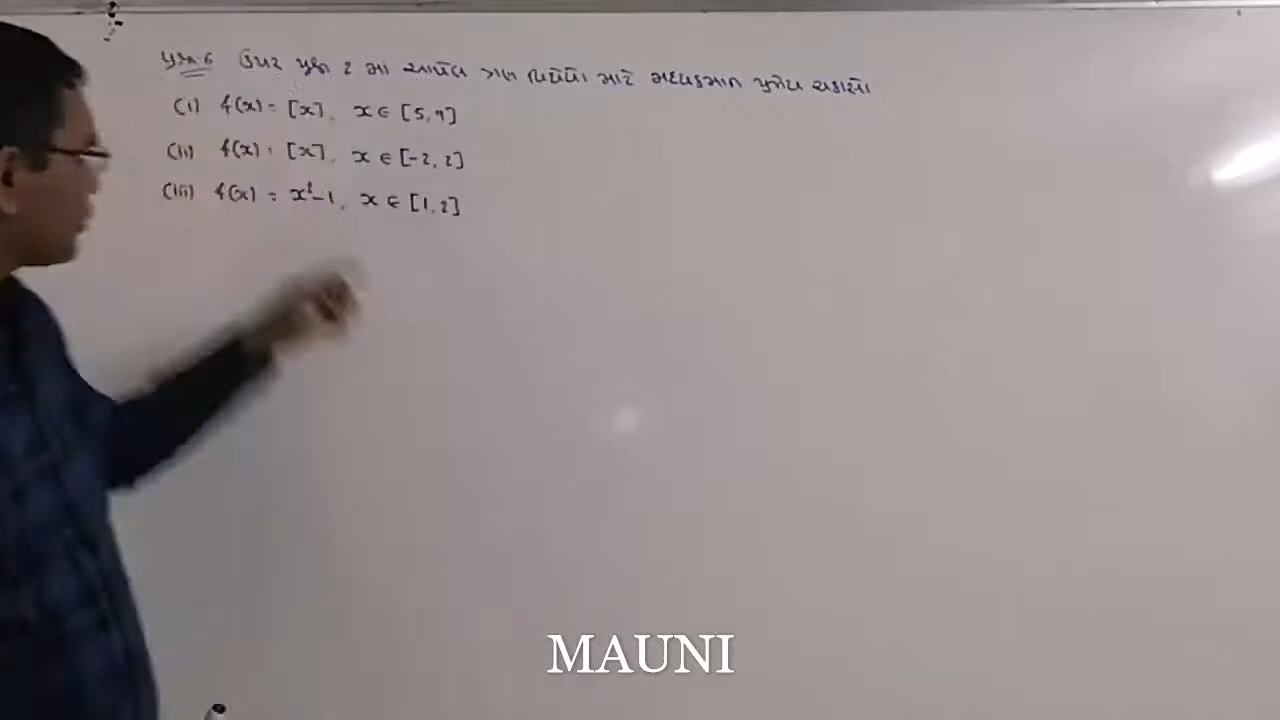 પ્રશ્ન 6 ઉપર પ્રશ્ન 2 માં આપેલ ત્રણ વિધેયો માટે મધ્યકમાન પ્રમેય ચકાસો
(i) f(x) = [x], x ∈ [5, 9]
(ii) f(x) = [x], x ∈ [-2, 2]
(iii) f(x) = x²-1, x ∈ [1, 2]
MAUNI